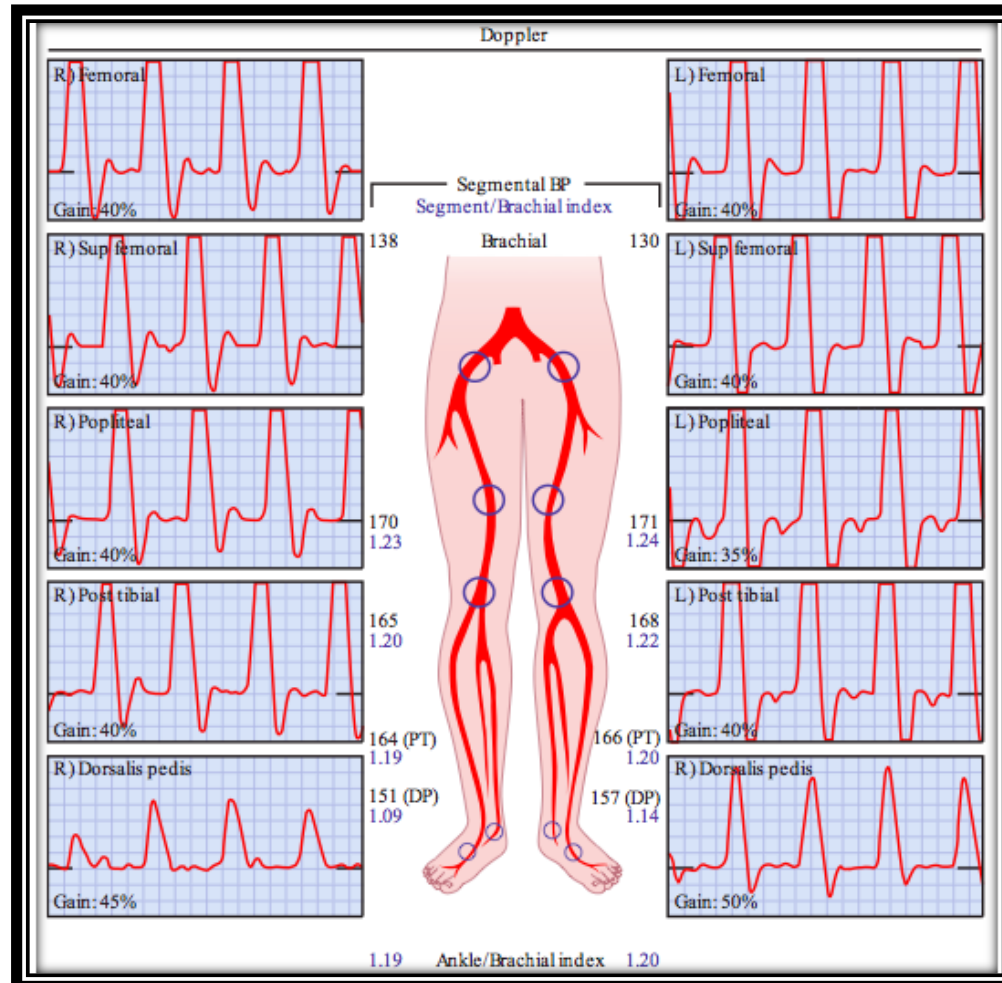 Doppler
R) Femoral
Gain: 40%
L) Femoral
Gain: 40%
Segmental BP
Segment/Brachial index
138 Brachial 130
R) Sup femoral
Gain: 40%
L) Sup femoral
Gain: 40%
R) Popliteal
Gain: 40%
170
1.23
171
1.24
L) Popliteal
Gain: 35%
R) Post tibial
Gain: 40%
165
1.20
168
1.22
L) Post tibial
Gain: 40%
164 (PT)
1.19
166 (PT)
1.20
R) Dorsalis pedis
Gain: 45%
151 (DP)
1.09
157 (DP)
1.14
R) Dorsalis pedis
Gain: 50%
1.19 Ankle/Brachial index 1.20